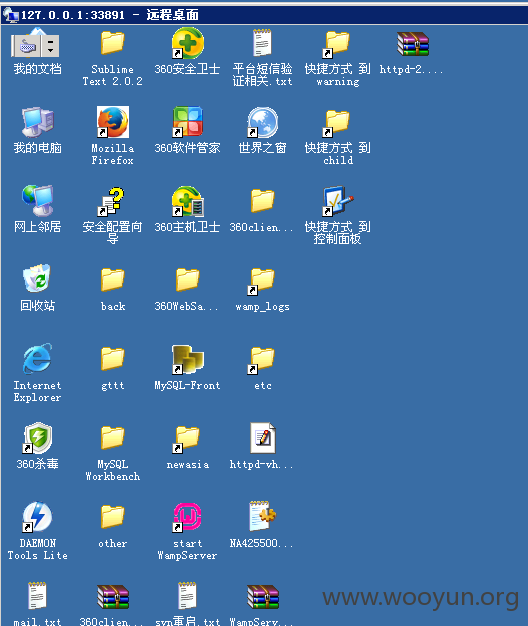 127.0.0.1:33891 - 远程桌面
我的文档
Sublime
Text 2.0.2
360安全卫士
平台短信验
证相关.txt
快捷方式 到
warning
httpd-2....
我的电脑
Mozilla
Firefox
360软件管家
世界之窗
快捷方式 到
child
网上邻居
安全配置向
导
360主机卫士
360clien...
快捷方式 到
控制面板
回收站
back
360WebSa...
wamp_logs
Internet
Explorer
gttt
MySQL-Front
etc
360杀毒
MySQL
Workbench
newasia
httpd-vh...
DAEMON
Tools Lite
other
start
WampServer
NA425500...
mail.txt
360clien...
svn重启.txt
WampServ...
www.wooyun.org